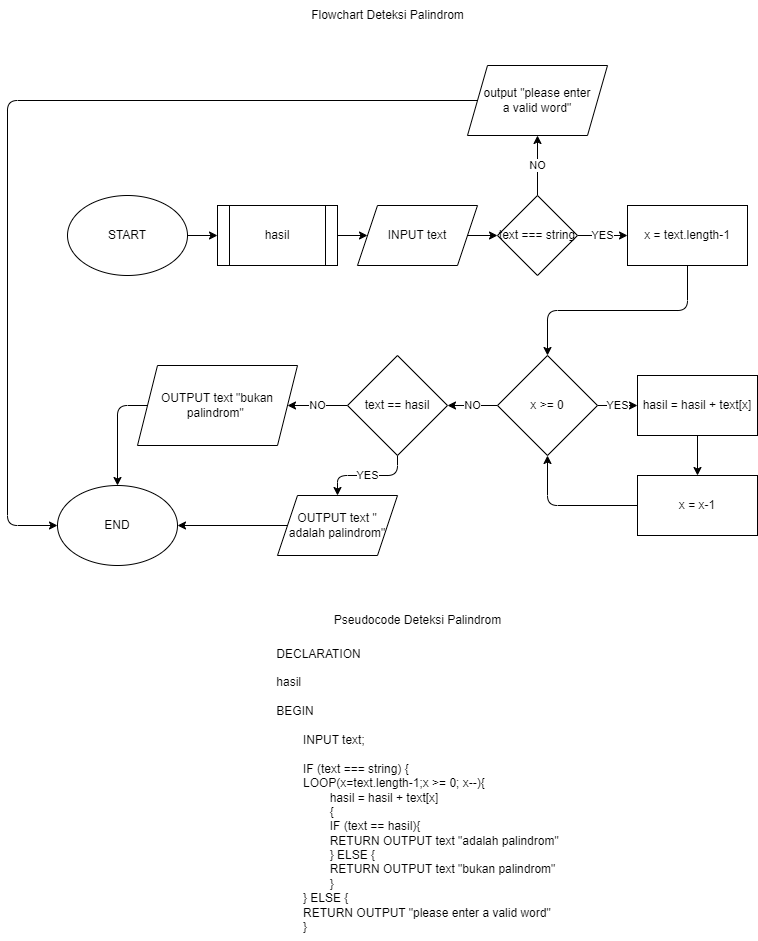 Flowchart Deteksi Palindrom
output "please enter
a valid word"
NO
START
hasil
INPUT text
text === string
YES
x = text.length-1
OUTPUT text "bukan
palindrom"
NO
text == hasil
NO
x >= 0
YES
hasil = hasil + text[x]
YES
END
OUTPUT text "
adalah palindrom"
x = x-1
Pseudocode Deteksi Palindrom
DECLARATION
hasil
BEGIN
INPUT text;
IF (text === string) {
LOOP(x=text.length-1;x >= 0; x--){
hasil = hasil + text[x]
{
IF (text == hasil){
RETURN OUTPUT text "adalah palindrom"
} ELSE {
RETURN OUTPUT text "bukan palindrom"
}
} ELSE {
RETURN OUTPUT "please enter a valid word"
}